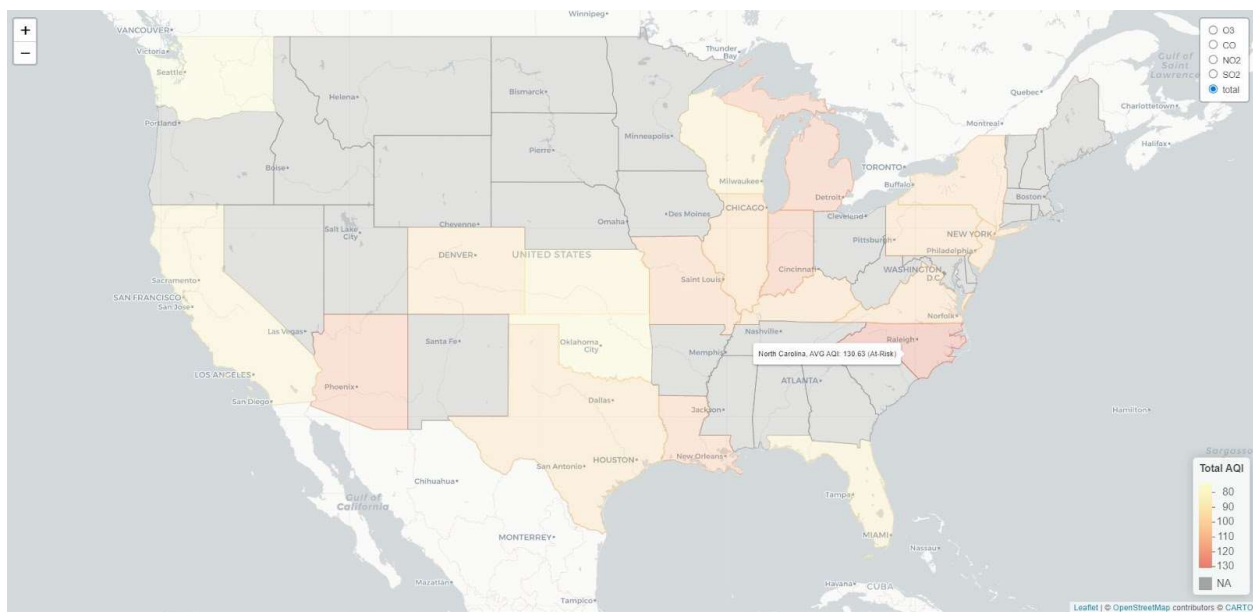 +
−
O3
CO
NO2
SO2
total
Winnipeg
VANCOUVER
Victoria
Seattle
Thunder
Bay
Gulf of
Saint
Lawrence
Helena
Bismarck
Quebec
Charlottetown
Portland
Minneapolis
Montreal
Halifax
Boise
Pierre
TORONTO
Milwaukee
Buffalo
Detroit
Boston
Salt Lake
City
Cheyenne
Omaha
Des Moines
CHICAGO
Cleveland
Pittsburgh
NEW YORK
Philadelphia
DENVER
UNITED STATES
Sacramento
SAN FRANCISCO
San Jose
Saint Louis
Cincinnati
WASHINGTON
D.C.
Norfolk
Las Vegas
Santa Fe
Oklahoma
City
Nashville
Memphis
Raleigh
North Carolina, AVG AQI: 130.63 (At-Risk)
LOS ANGELES
San Diego
Phoenix
Dallas
ATLANTA
Jackson
Hamilton
San Antonio
HOUSTON
New Orleans
Chihuahua
Gulf of
California
Tampa
MIAMI
Nassau
MONTERREY
Mazatlan
Tampico
Havana
CUBA
Sargasso
Total AQI
80
90
100
110
120
130
NA
Leaflet | © OpenStreetMap contributors © CARTO